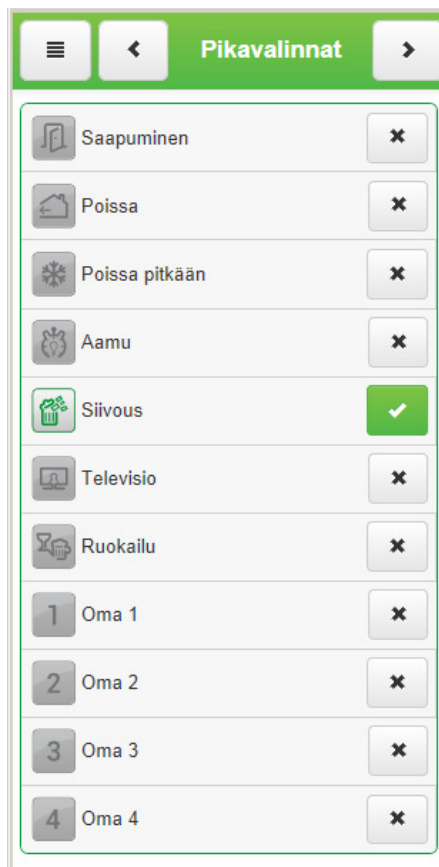 Pikavalinnat
Saapuminen
Poissa
Poissa pitkään
Aamu
Siivous
Televisio
Ruokailu
1 Oma 1
2 Oma 2
3 Oma 3
4 Oma 4